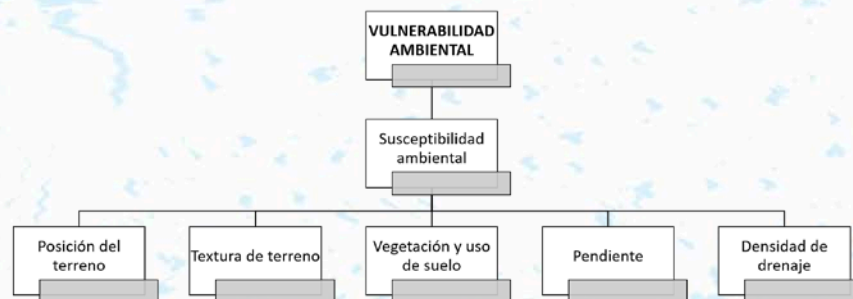 VULNERABILIDAD
AMBIENTAL
Susceptibilidad
ambiental
Posición del
terreno
Textura de terreno
Vegetación y uso
de suelo
Pendiente
Densidad de
drenaje